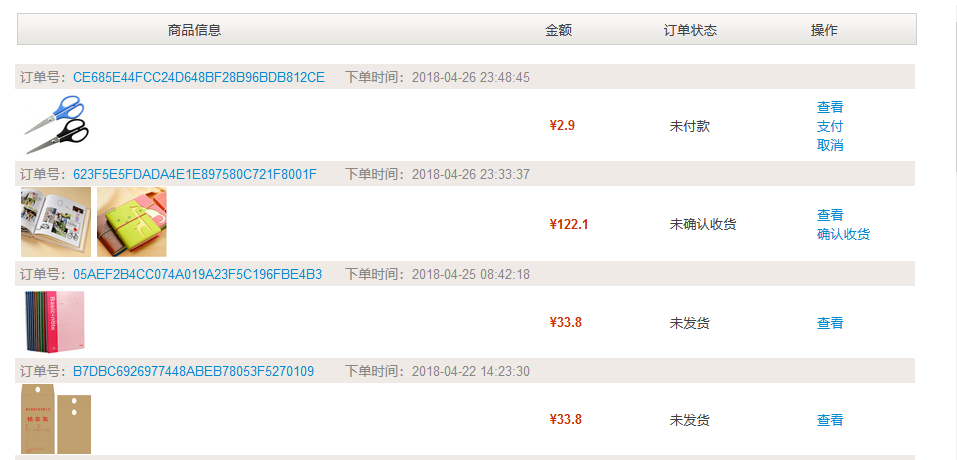 商品信息 金额 订单状态 操作
订单号：CE685E44FCC24D648BF28B96BDB812CE 下单时间：2018-04-26 23:48:45
¥2.9 未付款 查看
支付
取消
订单号：623F5E5FDADA4E1E897580C721F8001F 下单时间：2018-04-26 23:33:37
¥122.1 未确认收货 查看
确认收货
订单号：05AEF2B4CC074A019A23F5C196FBE4B3 下单时间：2018-04-25 08:42:18
Basic+note
¥33.8 未发货 查看
订单号：B7DBC6926977448ABEB78053F5270109 下单时间：2018-04-22 14:23:30
档案袋
¥33.8 未发货 查看